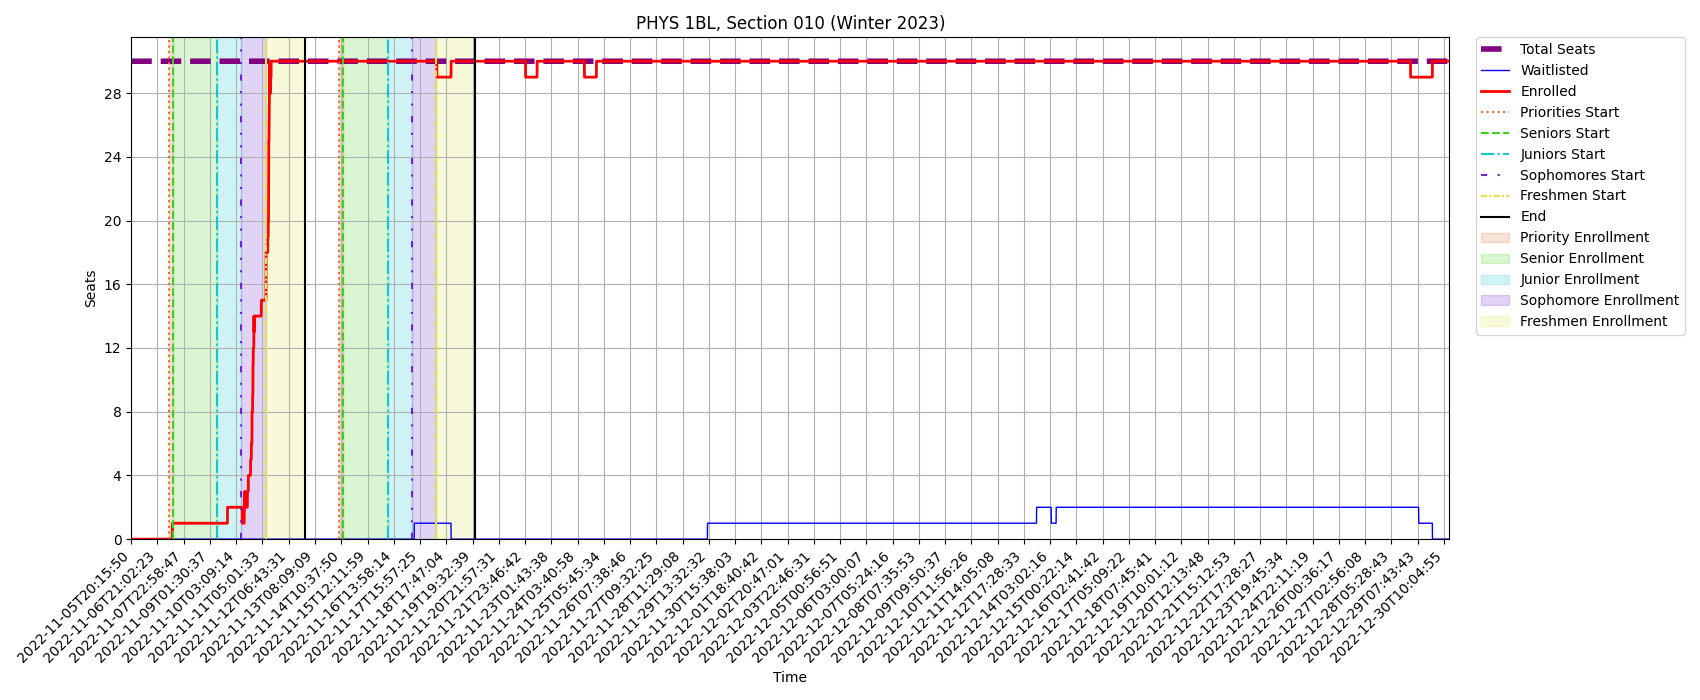 PHYS 1BL, Section 010 (Winter 2023)
Seats
28
24
20
16
12
8
4
0
2022-11-05T20:15:50
2022-11-06T21:02:23
2022-11-07T22:58:47
2022-11-09T01:30:37
2022-11-10T03:09:14
2022-11-11T05:01:33
2022-11-12T06:43:31
2022-11-13T08:09:09
2022-11-14T10:37:50
2022-11-15T12:11:59
2022-11-16T13:58:14
2022-11-17T15:57:25
2022-11-18T17:47:04
2022-11-19T19:32:39
2022-11-20T21:57:31
2022-11-21T23:46:42
2022-11-23T01:43:38
2022-11-24T03:40:58
2022-11-25T05:45:34
2022-11-26T07:38:46
2022-11-27T09:32:25
2022-11-28T11:29:08
2022-11-29T13:32:32
2022-11-30T15:38:03
2022-12-01T18:40:42
2022-12-02T20:47:01
2022-12-03T22:46:31
2022-12-05T00:56:51
2022-12-06T03:00:07
2022-12-07T05:24:16
2022-12-08T07:35:53
2022-12-09T09:50:37
2022-12-10T11:56:26
2022-12-11T14:05:08
2022-12-12T17:28:33
2022-12-14T03:02:16
2022-12-15T00:22:14
2022-12-16T02:41:42
2022-12-17T05:09:22
2022-12-18T07:45:41
2022-12-19T10:01:12
2022-12-20T12:13:48
2022-12-21T15:12:53
2022-12-22T17:28:27
2022-12-23T19:45:34
2022-12-24T22:11:19
2022-12-26T00:36:17
2022-12-27T02:56:08
2022-12-28T05:28:43
2022-12-29T07:43:43
2022-12-30T10:04:55
Time
Total Seats
Waitlisted
Enrolled
Priorities Start
Seniors Start
Juniors Start
Sophomores Start
Freshmen Start
End
Priority Enrollment
Senior Enrollment
Junior Enrollment
Sophomore Enrollment
Freshmen Enrollment